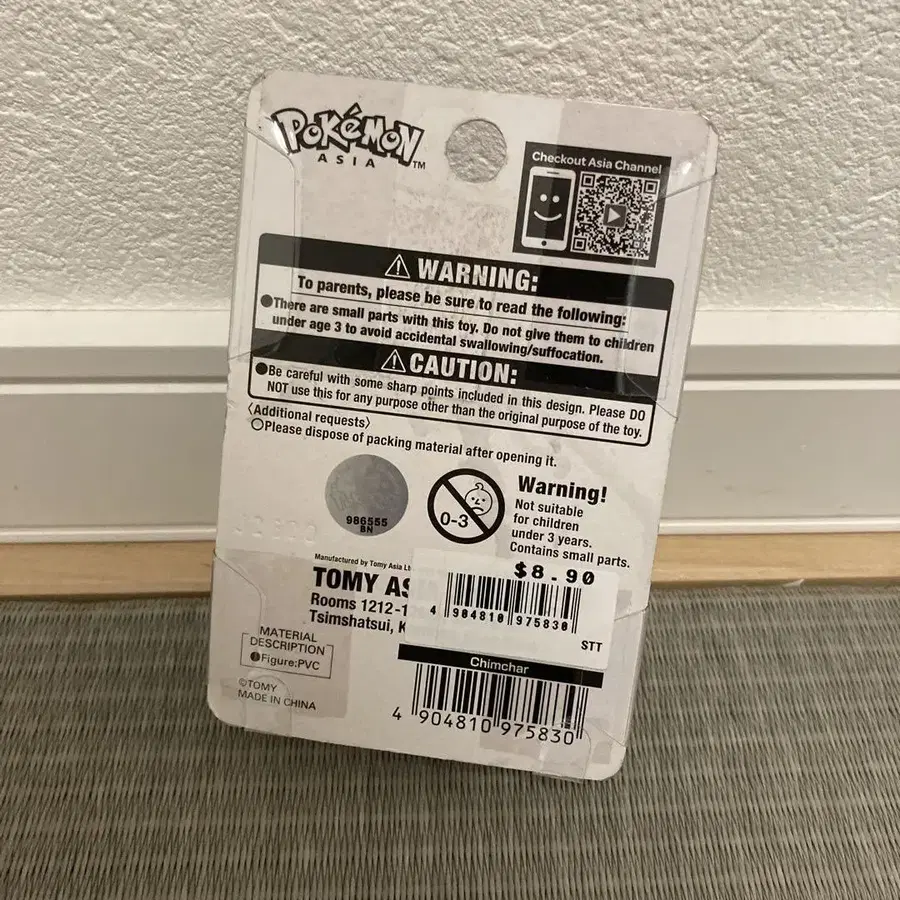 POKéMON
ASIA TM
Checkout Asia Channel
WARNING:
To parents, please be sure to read the following:
●There are small parts with this toy. Do not give them to children
under age 3 to avoid accidental swallowing/suffocation.
CAUTION:
●Be careful with some sharp points included in this design. Please DO
NOT use this for any purpose other than the original purpose of the toy.
〈Additional requests〉
○Please dispose of packing material after opening it.
986555
BN
0-3
Warning!
Not suitable
for children
under 3 years.
Contains small parts.
Manufactured by Tomy Asia
TOMY
Rooms
Tsimshatsui,
$8.90
4 904810 975830
STT
Chimchar
4 904810 975830
MATERIAL
DESCRIPTION
●Figure:PVC
©TOMY
MADE IN CHINA